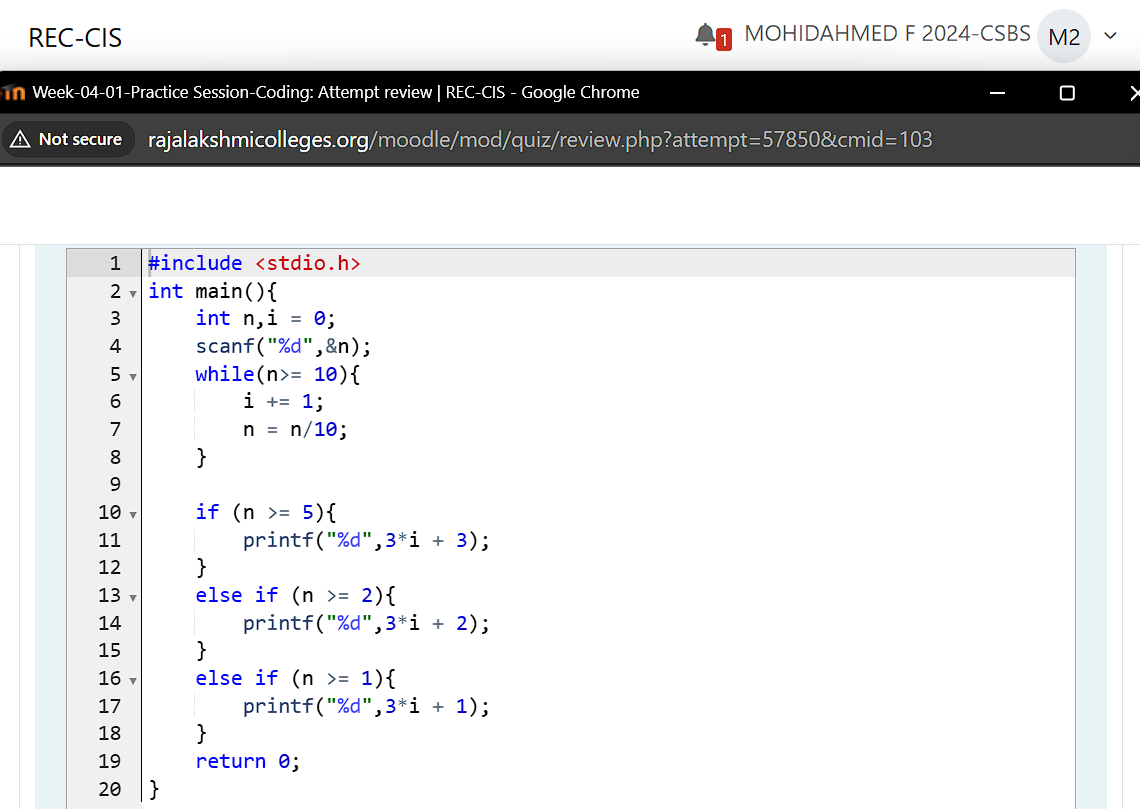 REC-CIS
1 MOHIDAHMED F 2024-CSBS M2
Week-04-01-Practice Session-Coding: Attempt review | REC-CIS - Google Chrome
Not secure rajalakshmicolleges.org/moodle/mod/quiz/review.php?attempt=57850&cmid=103
1 #include <stdio.h>
2 int main(){
3     int n,i = 0;
4     scanf("%d",&n);
5     while(n>= 10){
6         i += 1;
7         n = n/10;
8     }
9
10     if (n >= 5){
11         printf("%d",3*i + 3);
12     }
13     else if (n >= 2){
14         printf("%d",3*i + 2);
15     }
16     else if (n >= 1){
17         printf("%d",3*i + 1);
18     }
19     return 0;
20 }